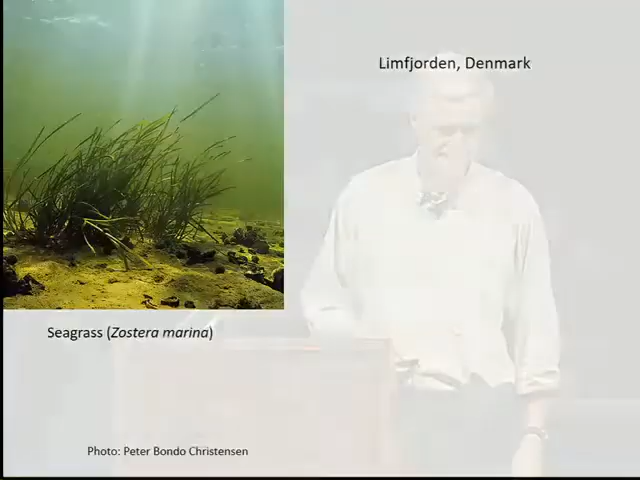 Limfjorden, Denmark
Seagrass (Zostera marina)
Photo: Peter Bondo Christensen